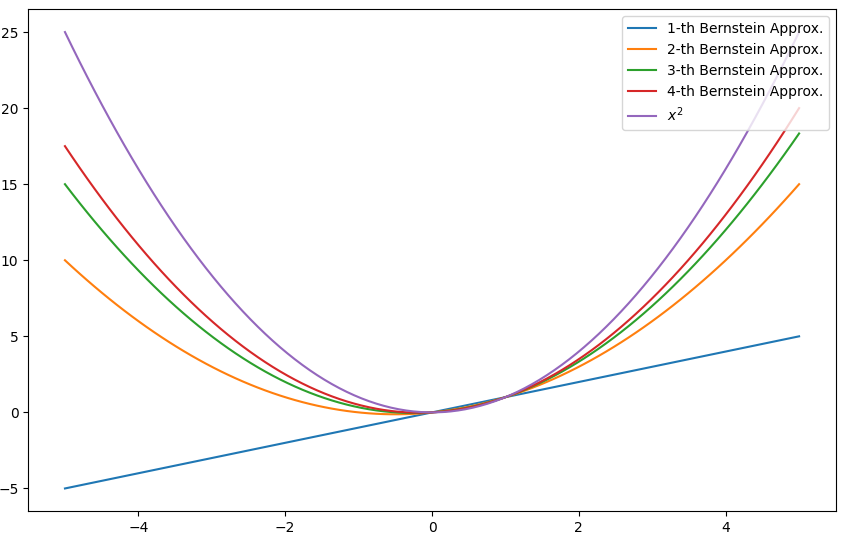 1-th Bernstein Approx.
2-th Bernstein Approx.
3-th Bernstein Approx.
4-th Bernstein Approx.
x²
25
20
15
10
5
0
−5
−4
−2
0
2
4